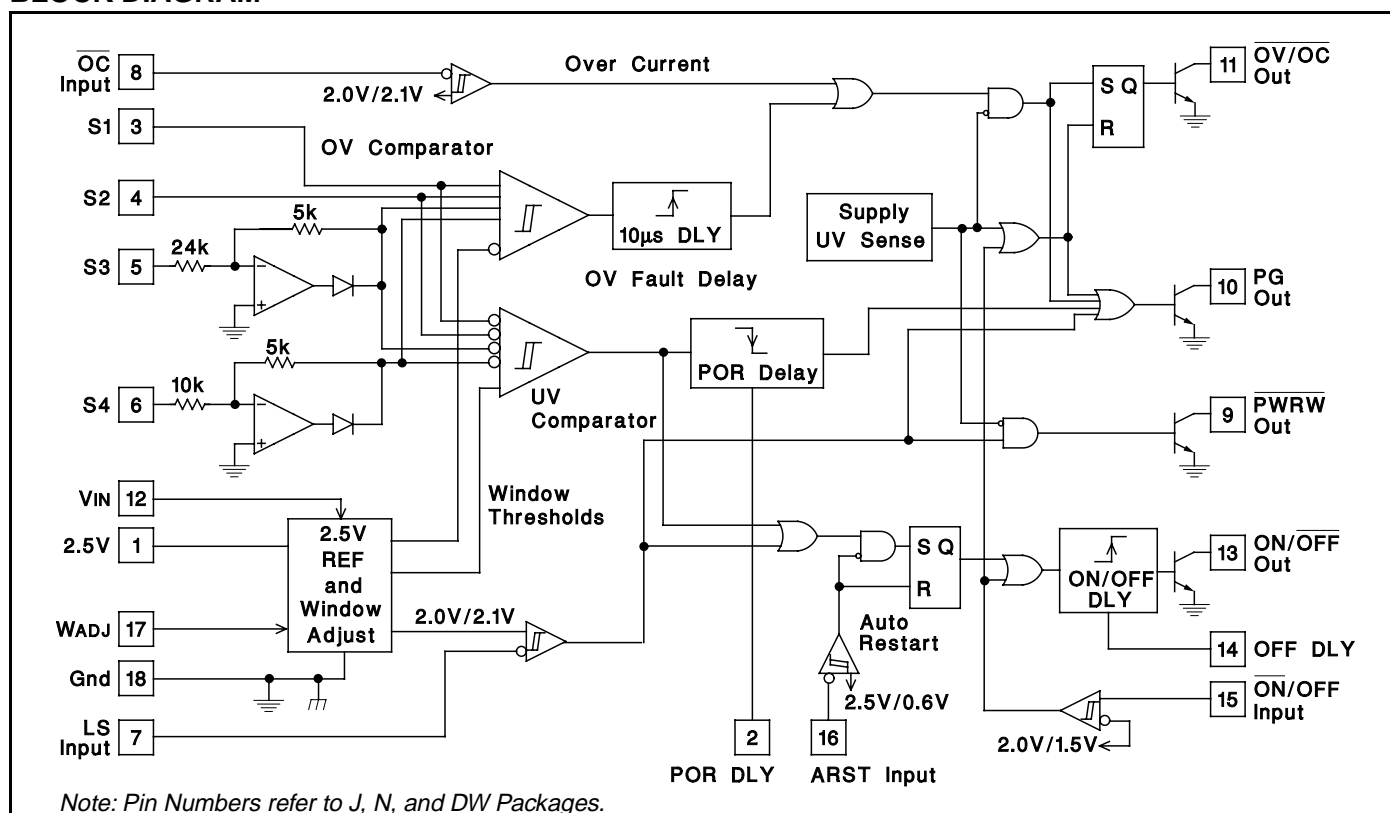 BLOCK DIAGRAM
OC
Input
8
Over Current
2.0V/2.1V
11
OV/OC
Out
S Q
R
S1
3
OV Comparator
S2
4
5k
10µs DLY
Supply
UV Sense
S3
5
24k
−
+
OV Fault Delay
10
PG
Out
5k
POR Delay
S4
6
10k
−
+
UV
Comparator
9
PWRW
Out
VIN
12
Window
Thresholds
2.5V
1
2.5V
REF
and
Window
Adjust
S Q
R
ON/OFF
DLY
13
ON/OFF
Out
WADJ
17
2.0V/2.1V
Auto
Restart
14
OFF DLY
Gnd
18
2.5V/0.6V
15
ON/OFF
Input
LS
Input
7
2
16
2.0V/1.5V
POR DLY
ARST Input
Note: Pin Numbers refer to J, N, and DW Packages.